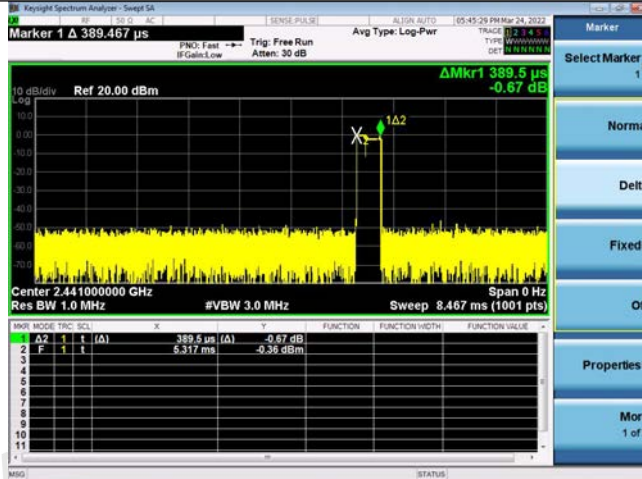 Keysight Spectrum Analyzer - Swept SA
RF 50 Ω AC SENSE:PULSE ALIGN AUTO 05:45:29 PM Mar 24, 2022
Marker 1 Δ 389.467 μs
PNO: Fast
IFGain:Low
Trig: Free Run
Atten: 30 dB
Avg Type: Log-Pwr
TRACE 1 2 3 4 5 6
TYPE
DET N N N N N N
ΔMkr1 389.5 μs
-0.67 dB
10 dB/div Ref 20.00 dBm
Log
10.0
0.00
-10.0
-20.0
-30.0
-40.0
-50.0
-60.0
-70.0
1Δ2
Center 2.441000000 GHz Span 0 Hz
Res BW 1.0 MHz #VBW 3.0 MHz Sweep 8.467 ms (1001 pts)
MKR MODE TRC SCL X Y FUNCTION FUNCTION WIDTH FUNCTION VALUE
1 Δ2 1 t (Δ) 389.5 us (Δ) -0.67 dB
2 F 1 t 5.317 ms -0.36 dBm
3
4
5
6
7
8
9
10
11
MSG STATUS
Marker
Select Marker
1
Norma
Delt
Fixed
Of
Properties
Mor
1 of